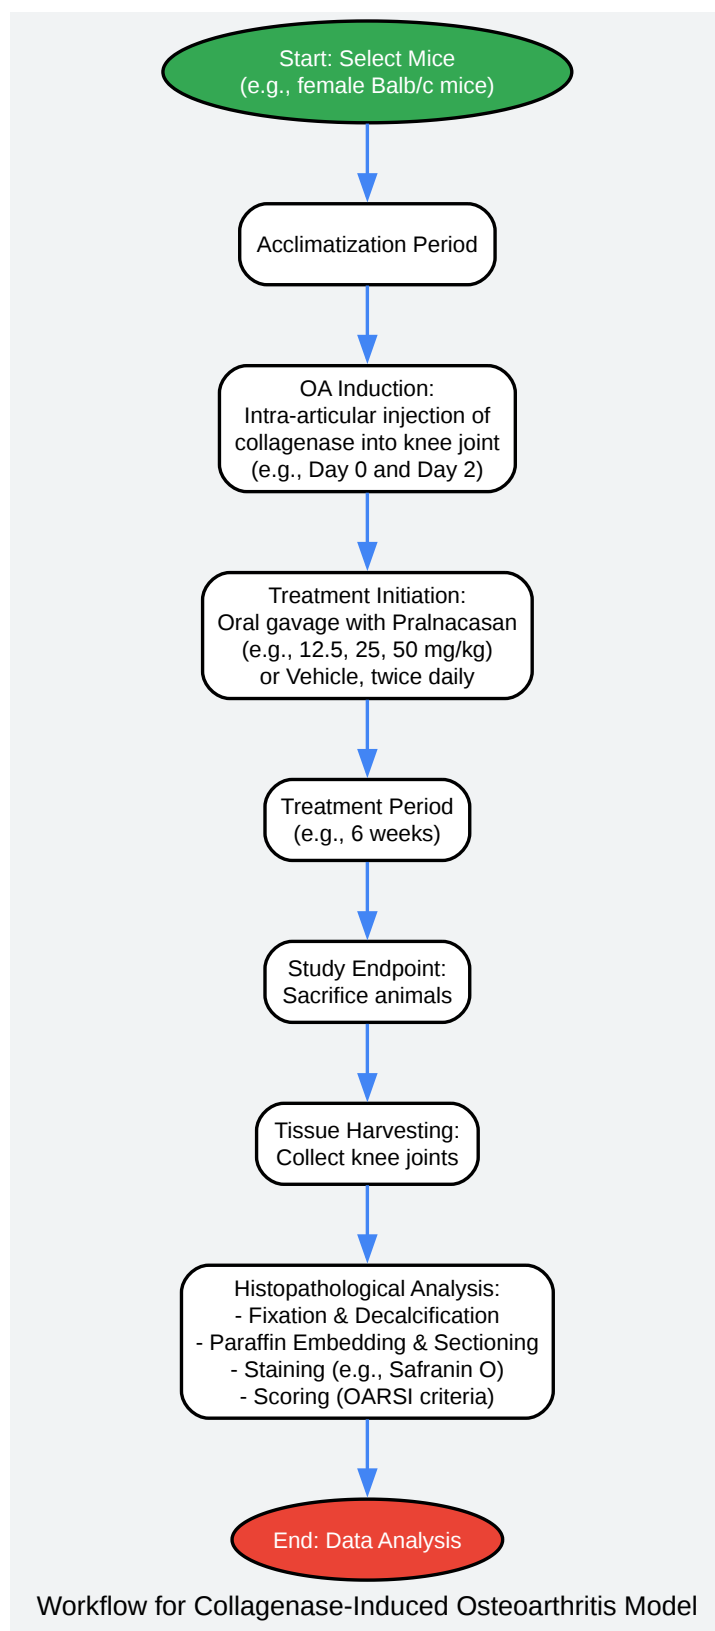 Start: Select Mice
(e.g., female Balb/c mice)
Acclimatization Period
OA Induction:
Intra-articular injection of
collagenase into knee joint
(e.g., Day 0 and Day 2)
Treatment Initiation:
Oral gavage with Pralnacasan
(e.g., 12.5, 25, 50 mg/kg)
or Vehicle, twice daily
Treatment Period
(e.g., 6 weeks)
Study Endpoint:
Sacrifice animals
Tissue Harvesting:
Collect knee joints
Histopathological Analysis:
- Fixation & Decalcification
- Paraffin Embedding & Sectioning
- Staining (e.g., Safranin O)
- Scoring (OARSI criteria)
End: Data Analysis
Workflow for Collagenase-Induced Osteoarthritis Model